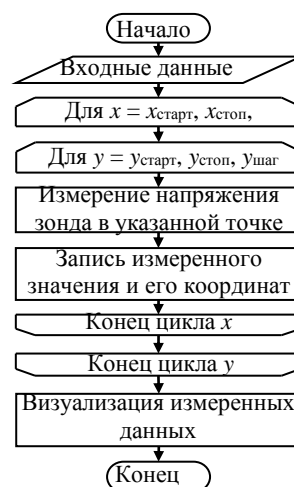 Начало
Входные данные
Для x = xстарт, xстоп,
Для y = yстарт, yстоп, yшаг
Измерение напряжения
зонда в указанной точке
Запись измеренного
значения и его координат
Конец цикла x
Конец цикла y
Визуализация измеренных
данных
Конец